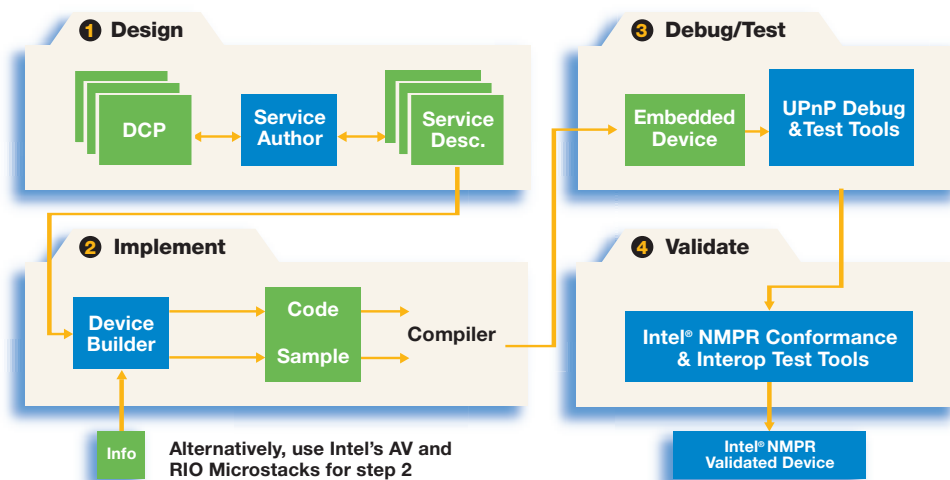 1 Design
DCP
Service
Author
Service
Desc.
2 Implement
Device
Builder
Code
Sample
Compiler
Info
Alternatively, use Intel's AV and
RIO Microstacks for step 2
3 Debug/Test
Embedded
Device
UPnP Debug
&Test Tools
4 Validate
Intel® NMPR Conformance
& Interop Test Tools
Intel® NMPR
Validated Device